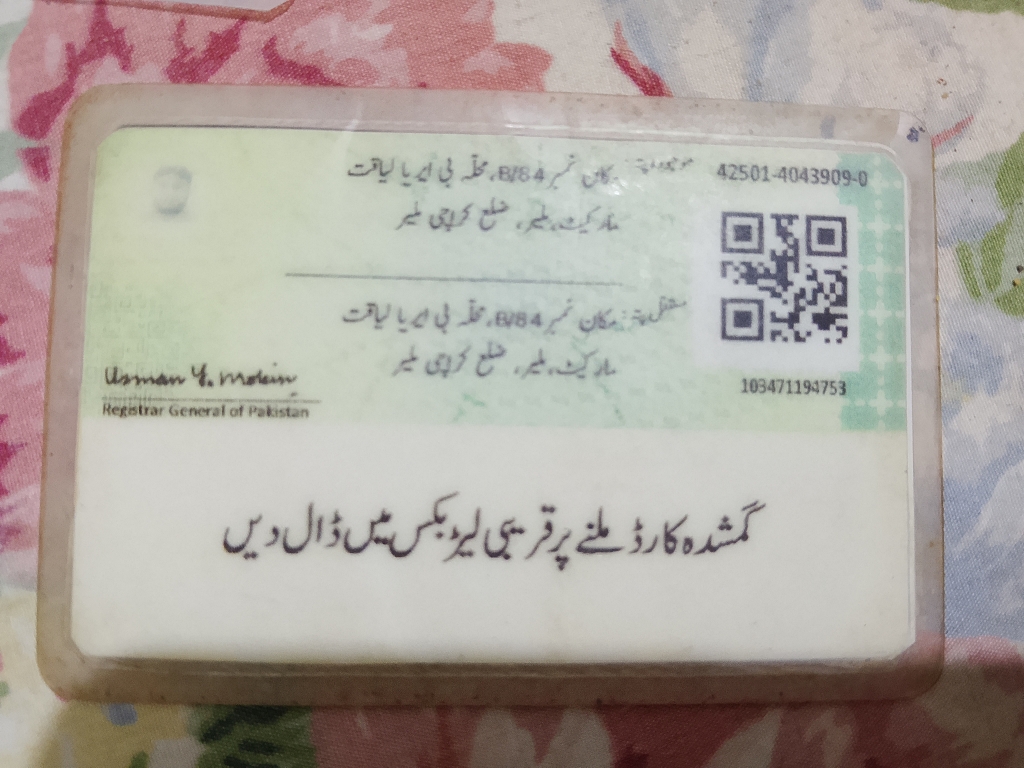 موجودہ پتہ: مکان نمبر B/84، محلہ بی ایریا لیاقت
مارکیٹ، ملیر، ضلع کراچی ملیر
42501-4043909-0
مستقل پتہ: مکان نمبر B/84، محلہ بی ایریا لیاقت
مارکیٹ، ملیر، ضلع کراچی ملیر
103471194753
Usman Y. Mobin
Registrar General of Pakistan
گمشدہ کارڈ ملنے پر قریبی لیٹر بکس میں ڈال دیں